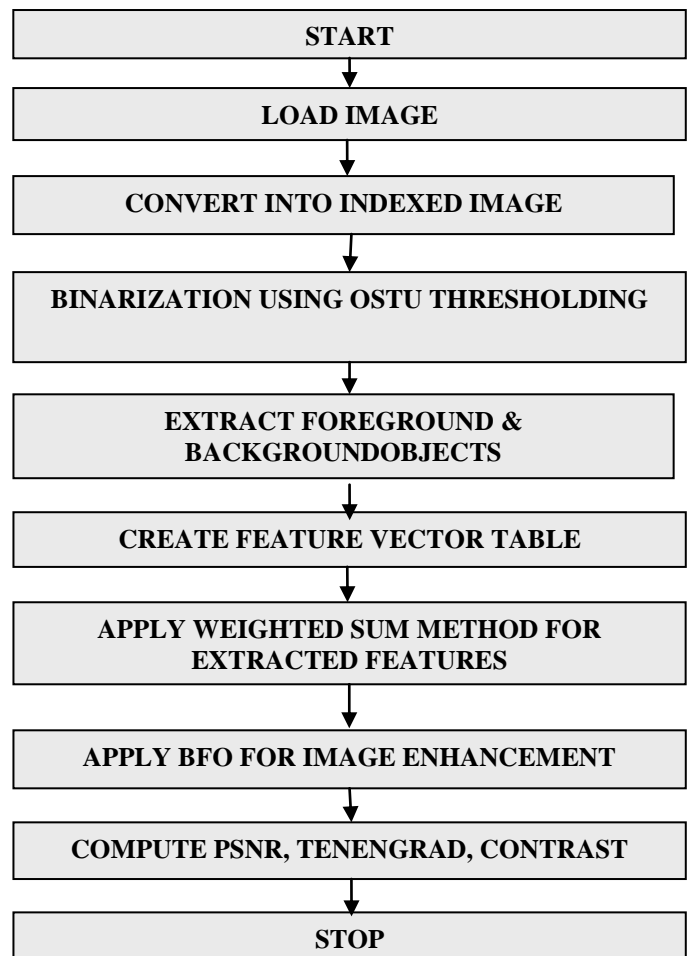 START
LOAD IMAGE
CONVERT INTO INDEXED IMAGE
BINARIZATION USING OSTU THRESHOLDING
EXTRACT FOREGROUND &
BACKGROUNDOBJECTS
CREATE FEATURE VECTOR TABLE
APPLY WEIGHTED SUM METHOD FOR
EXTRACTED FEATURES
APPLY BFO FOR IMAGE ENHANCEMENT
COMPUTE PSNR, TENENGRAD, CONTRAST
STOP